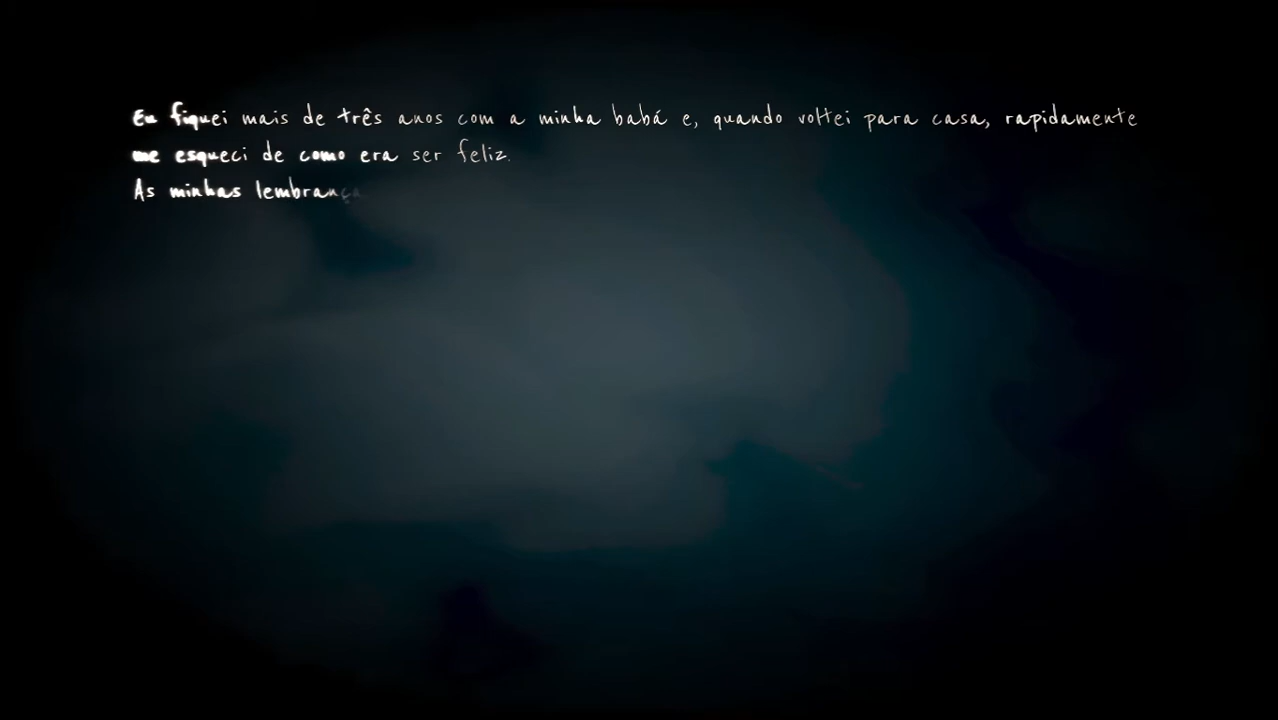 Eu fiquei mais de três anos com a minha babá e, quando voltei para casa, rapidamente
me esqueci de como era ser feliz.
As minhas lembrança